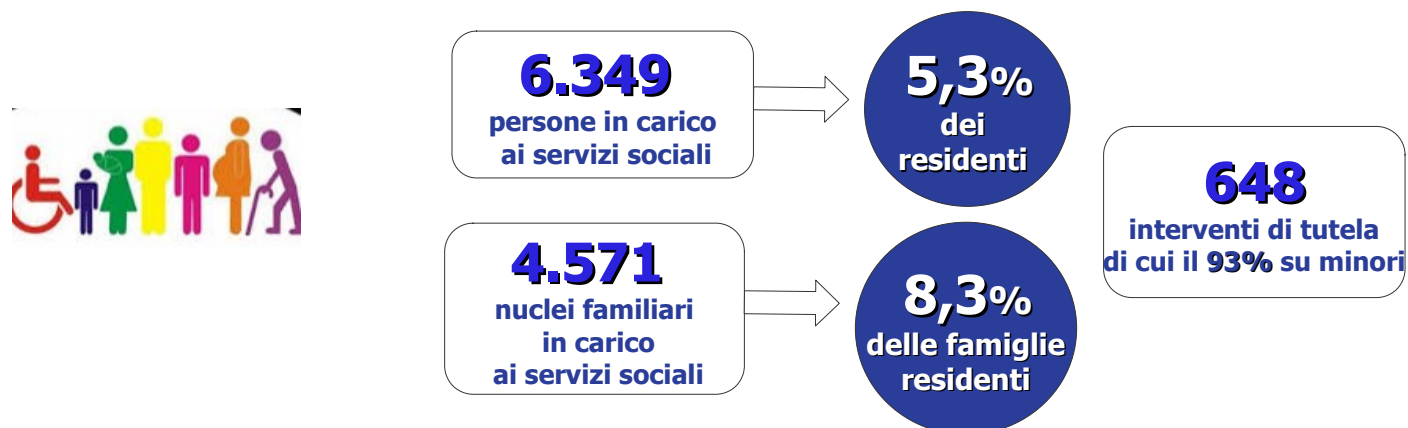 6.349
persone in carico
ai servizi sociali
5,3%
dei
residenti
4.571
nuclei familiari
in carico
ai servizi sociali
8,3%
delle famiglie
residenti
648
interventi di tutela
di cui il 93% su minori